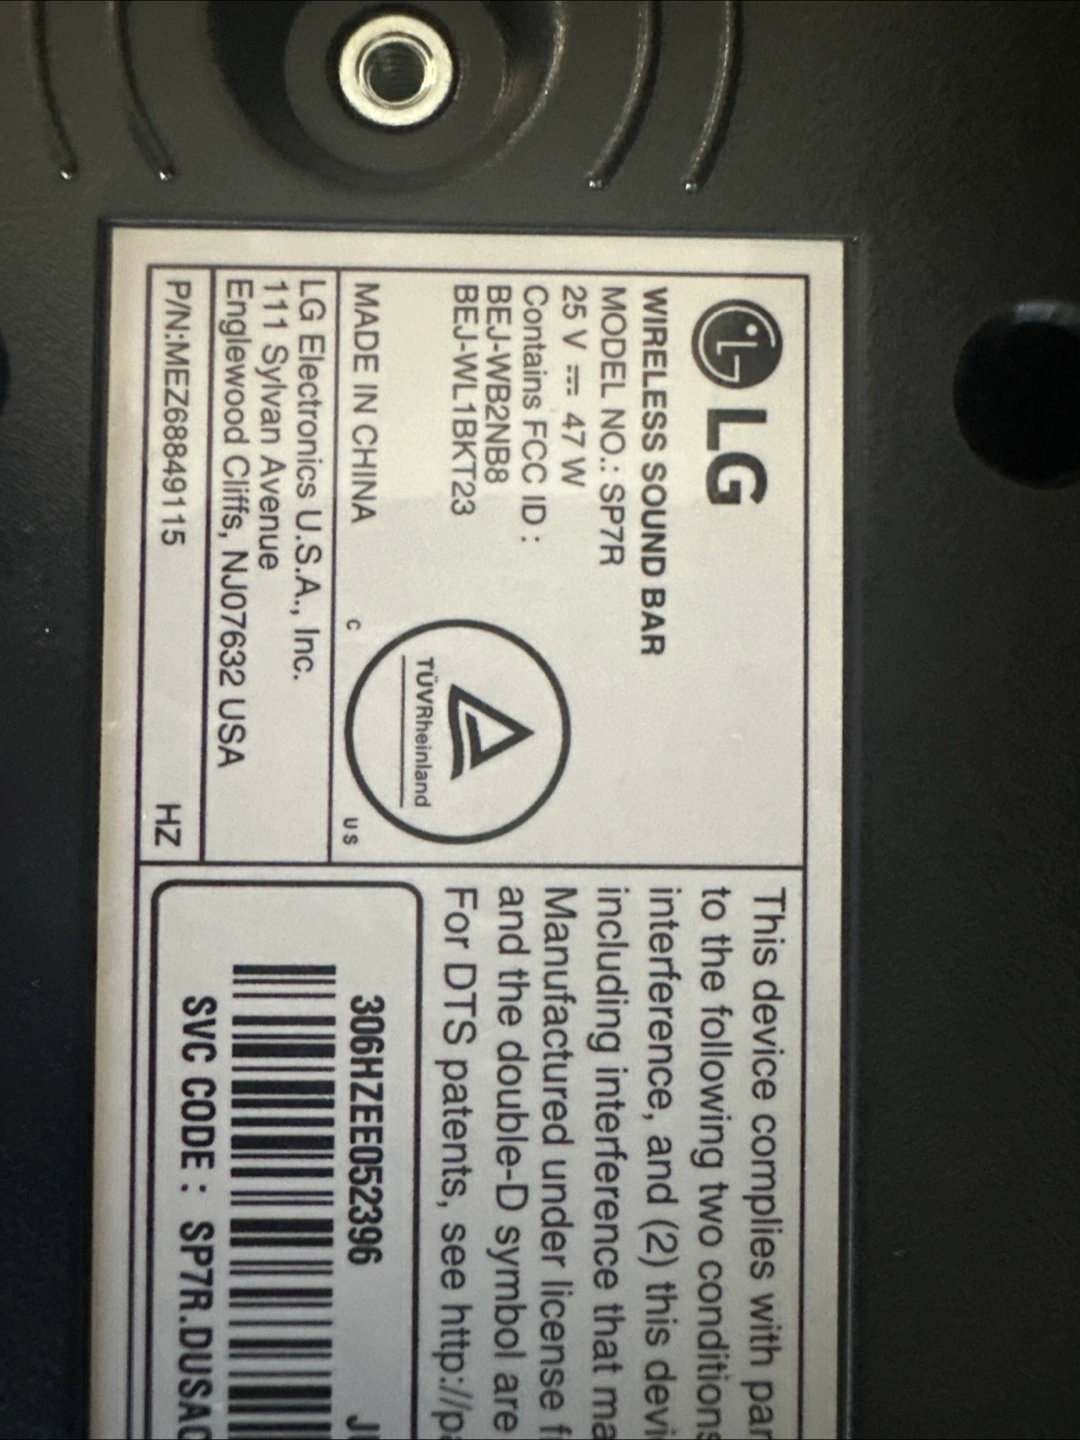 LG
WIRELESS SOUND BAR
MODEL NO.: SP7R
25 V ⎓ 47 W
Contains FCC ID :
BEJ-WB2NB8
BEJ-WL1BKT23
MADE IN CHINA
TÜVRheinland
C US
LG Electronics U.S.A., Inc.
111 Sylvan Avenue
Englewood Cliffs, NJ07632 USA
P/N:MEZ68849115 HZ
This device complies with par
to the following two conditions
interference, and (2) this devi
including interference that ma
Manufactured under license f
and the double-D symbol are
For DTS patents, see http://p
306HZEE052396
SVC CODE : SP7R.DUSA